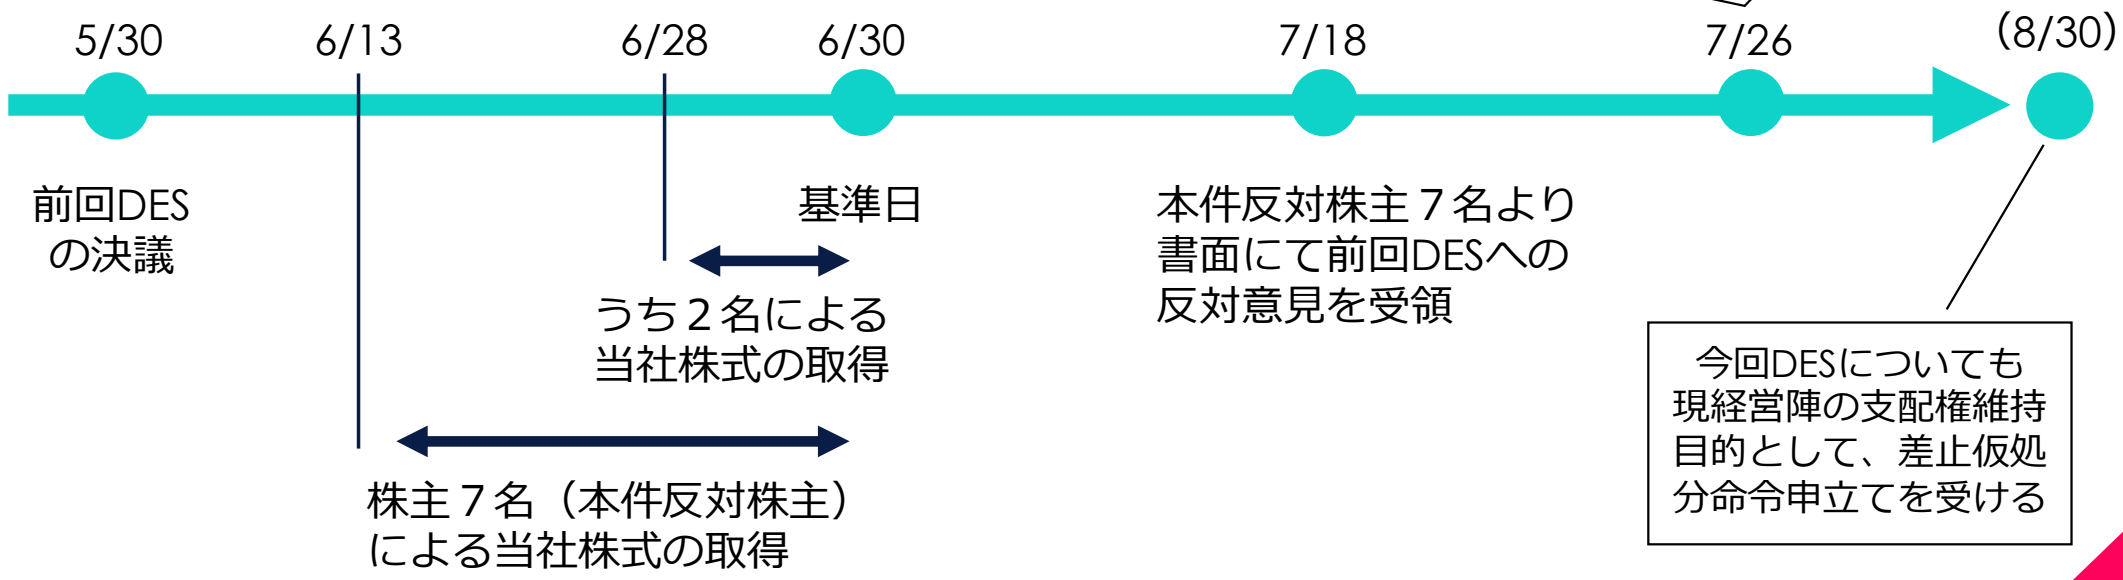 5/30
6/13
6/28
6/30
7/18
7/26
(8/30)
前回DES
の決議
基準日
本件反対株主７名より
書面にて前回DESへの
反対意見を受領
うち２名による
当社株式の取得
株主７名（本件反対株主）
による当社株式の取得
今回DESについても
現経営陣の支配権維持
目的として、差止仮処
分命令申立てを受ける